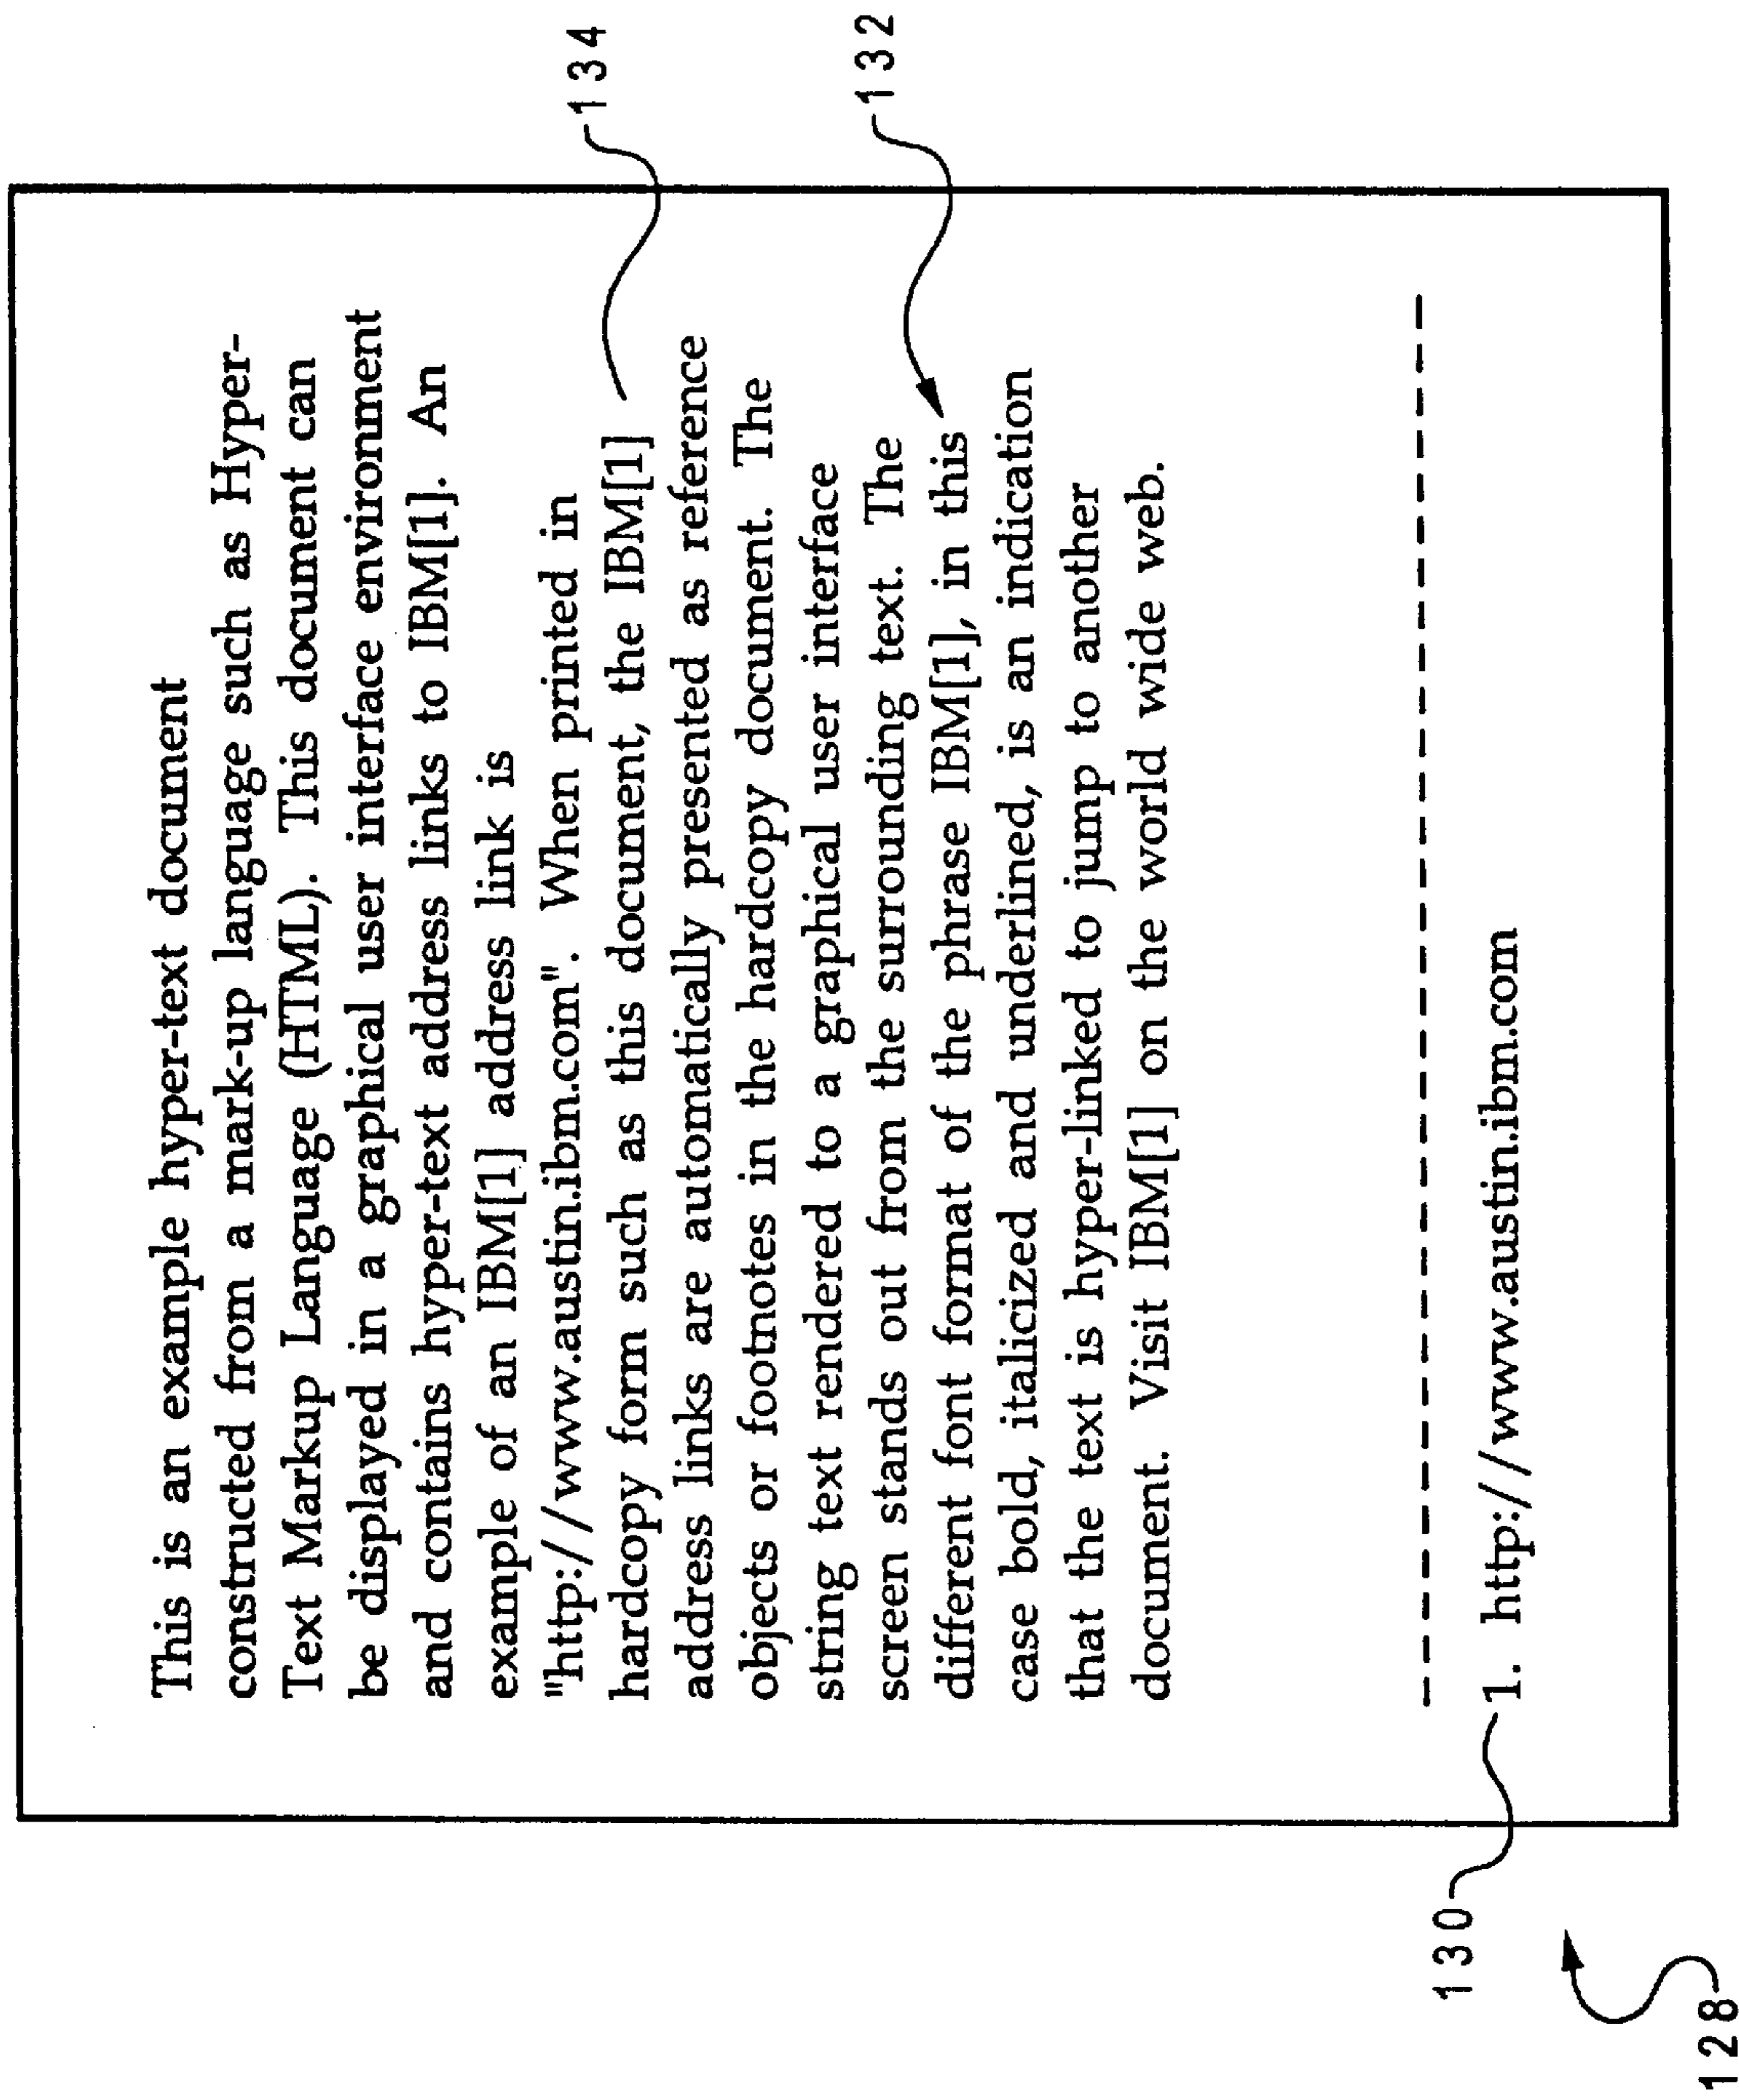 This is an example hyper-text document
constructed from a mark-up language such as Hyper-
Text Markup Language (HTML). This document can
be displayed in a graphical user interface environment
and contains hyper-text address links to IBM[1]. An
example of an IBM[1] address link is
"http://www.austin.ibm.com". When printed in
hardcopy form such as this document, the IBM[1]
address links are automatically presented as reference
objects or footnotes in the hardcopy document. The
string text rendered to a graphical user interface
screen stands out from the surrounding text. The
different font format of the phrase IBM[1], in this
case bold, italicized and underlined, is an indication
that the text is hyper-linked to jump to another
document. Visit IBM[1] on the world wide web.
1. http://www.austin.ibm.com
134
132
130
128